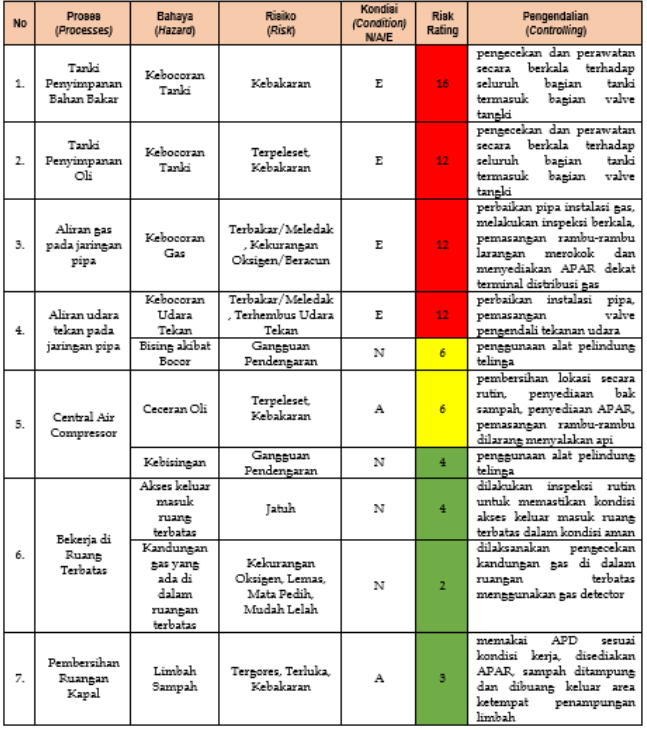 No
Proses
(Processes)
Bahaya
(Hazard)
Risiko
(Risk)
Kondisi
(Condition)
N/A/E
Risk
Rating
Pengendalian
(Controlling)
1.
Tanki
Penyimpanan
Bahan Bakar
Kebocoran
Tanki
Kebakaran
E
16
pengecekan dan perawatan
secara berkala terhadap
seluruh bagian tanki
termasuk bagian valve
tangki
2.
Tanki
Penyimpanan
Oli
Kebocoran
Tanki
Terpeleset,
Kebakaran
E
12
pengecekan dan perawatan
secara berkala terhadap
seluruh bagian tanki
termasuk bagian valve
tangki
3.
Aliran gas
pada jaringan
pipa
Kebocoran
Gas
Terbakar/Meledak
, Kekurangan
Oksigen/Beracun
E
12
perbaikan pipa instalasi gas,
melakukan inspeksi berkala,
pemasangan rambu-rambu
larangan merokok dan
menyediakan APAR dekat
terminal distribusi gas
4.
Aliran udara
tekan pada
jaringan pipa
Kebocoran
Udara
Tekan
Terbakar/Meledak
, Terhembus Udara
Tekan
E
12
perbaikan instalasi pipa,
pemasangan valve
pengendali tekanan udara
Bising akibat
Bocor
Gangguan
Pendengaran
N
6
penggunaan alat pelindung
telinga
5.
Central Air
Compressor
Ceceran Oli
Terpeleset,
Kebakaran
A
6
pembersihan lokasi secara
rutin, penyediaan bak
sampah, penyediaan APAR,
pemasangan rambu-rambu
dilarang menyalakan api
Kebisingan
Gangguan
Pendengaran
N
4
penggunaan alat pelindung
telinga
6.
Bekerja di
Ruang
Terbatas
Akses keluar
masuk
ruang
terbatas
Jatuh
N
4
dilakukan inspeksi rutin
untuk memastikan kondisi
akses keluar masuk ruang
terbatas dalam kondisi aman
Kandungan
gas yang
ada di
dalam
ruangan
terbatas
Kekurangan
Oksigen, Lemas,
Mata Pedih,
Mudah Lelah
N
2
dilaksanakan pengecekan
kandungan gas di dalam
ruangan terbatas
menggunakan gas detector
7.
Pembersihan
Ruangan
Kapal
Limbah
Sampah
Tergores, Terluka,
Kebakaran
A
3
memakai APD sesuai
kondisi kerja, disediakan
APAR, sampah ditampung
dan dibuang keluar area
ketempat penampungan
limbah